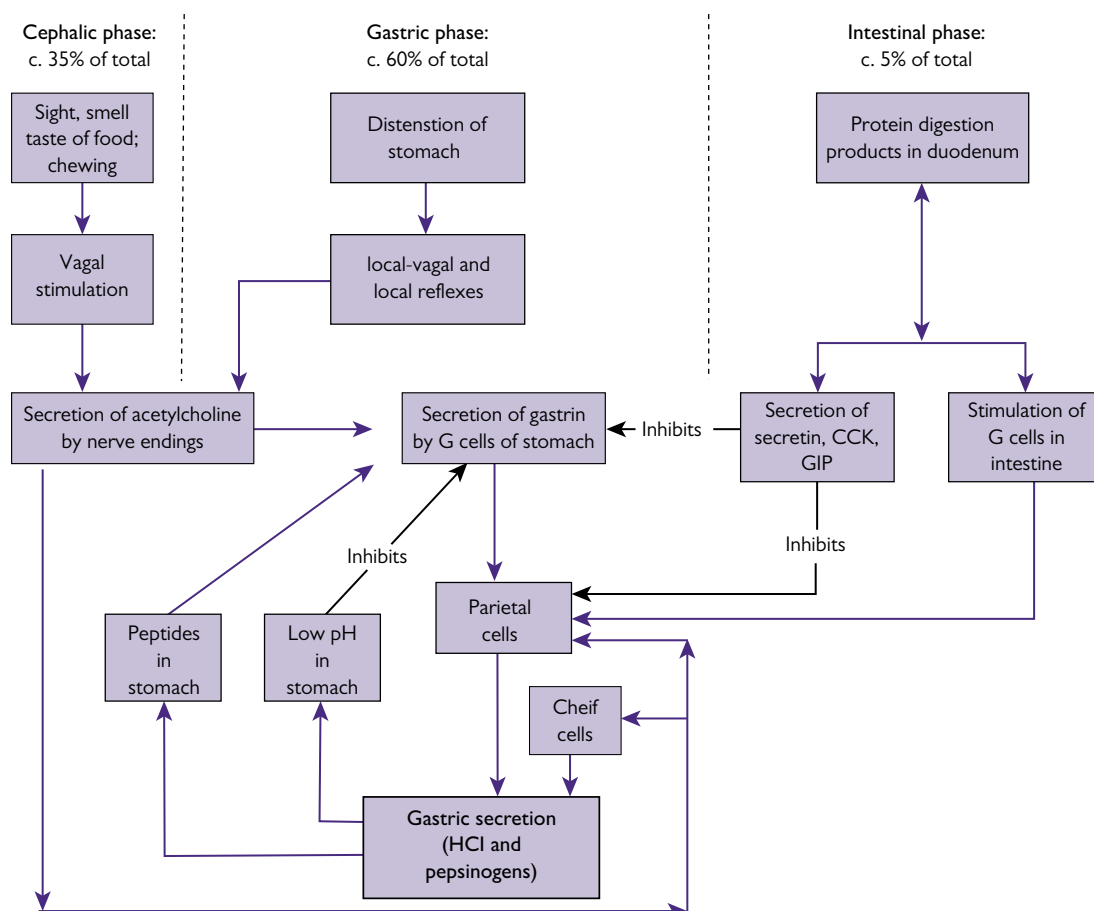 Cephalic phase:
c. 35% of total
Gastric phase:
c. 60% of total
Intestinal phase:
c. 5% of total
Sight, smell
taste of food;
chewing
Distenstion of
stomach
Protein digestion
products in duodenum
Vagal
stimulation
local-vagal and
local reflexes
Secretion of acetylcholine
by nerve endings
Secretion of gastrin
by G cells of stomach
Inhibits
Secretion of
secretin, CCK,
GIP
Stimulation of
G cells in
intestine
Inhibits
Inhibits
Peptides
in
stomach
Low pH
in
stomach
Parietal
cells
Cheif
cells
Gastric secretion
(HCI and
pepsinogens)